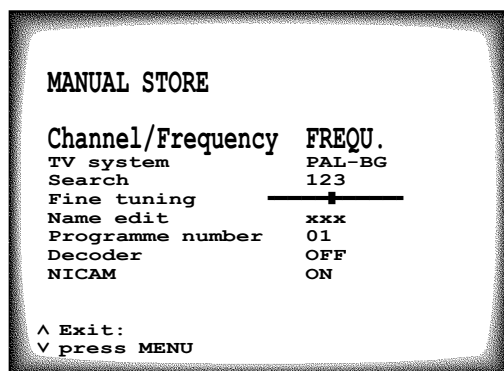 MANUAL STORE
Channel/Frequency FREQU.
TV system PAL-BG
Search 123
Fine tuning
Name edit xxx
Programme number 01
Decoder OFF
NICAM ON
∧ Exit:
∨ press MENU